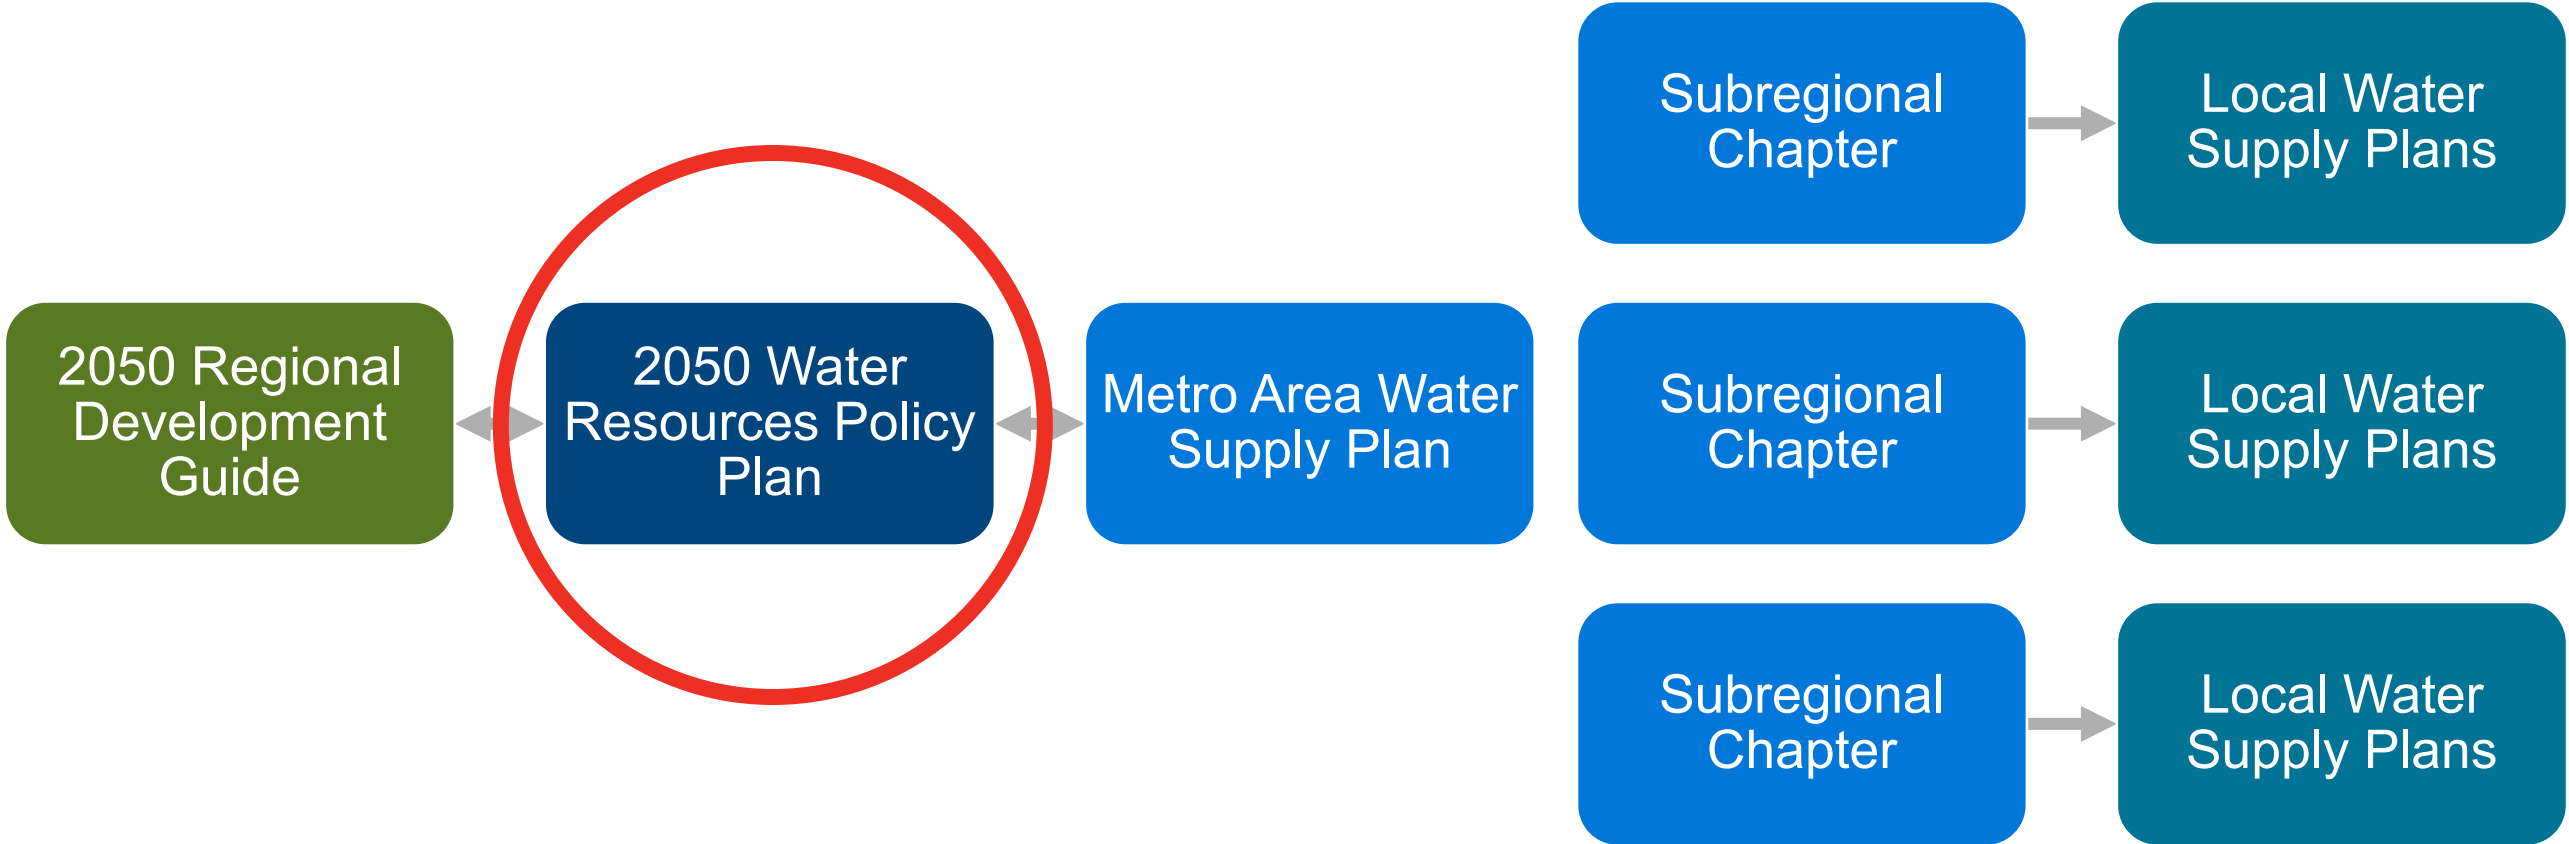 2050 Regional
Development
Guide
2050 Water
Resources Policy
Plan
Metro Area Water
Supply Plan
Subregional
Chapter
Local Water
Supply Plans
Subregional
Chapter
Local Water
Supply Plans
Subregional
Chapter
Local Water
Supply Plans